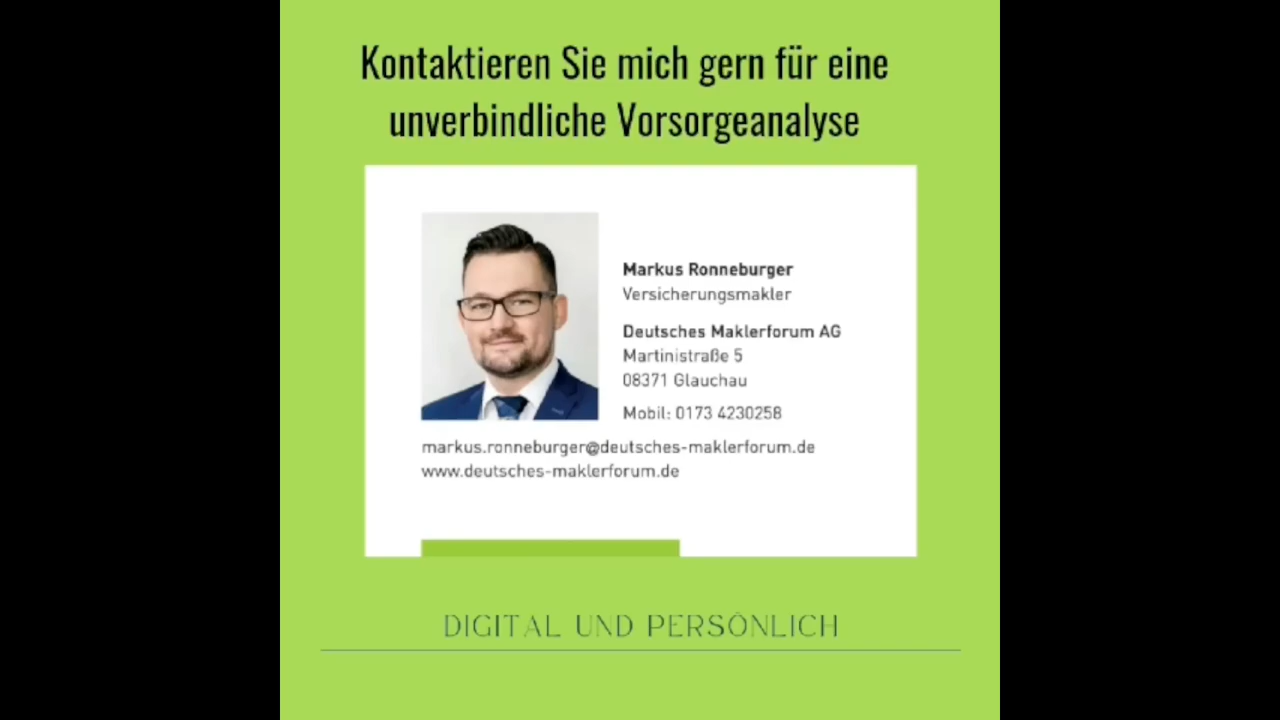 Kontaktieren Sie mich gern für eine
unverbindliche Vorsorgeanalyse
Markus Ronneburger
Versicherungsmakler
Deutsches Maklerforum AG
Martinistraße 5
08371 Glauchau
Mobil: 0173 4230258
markus.ronneburger@deutsches-maklerforum.de
www.deutsches-maklerforum.de
DIGITAL UND PERSÖNLICH